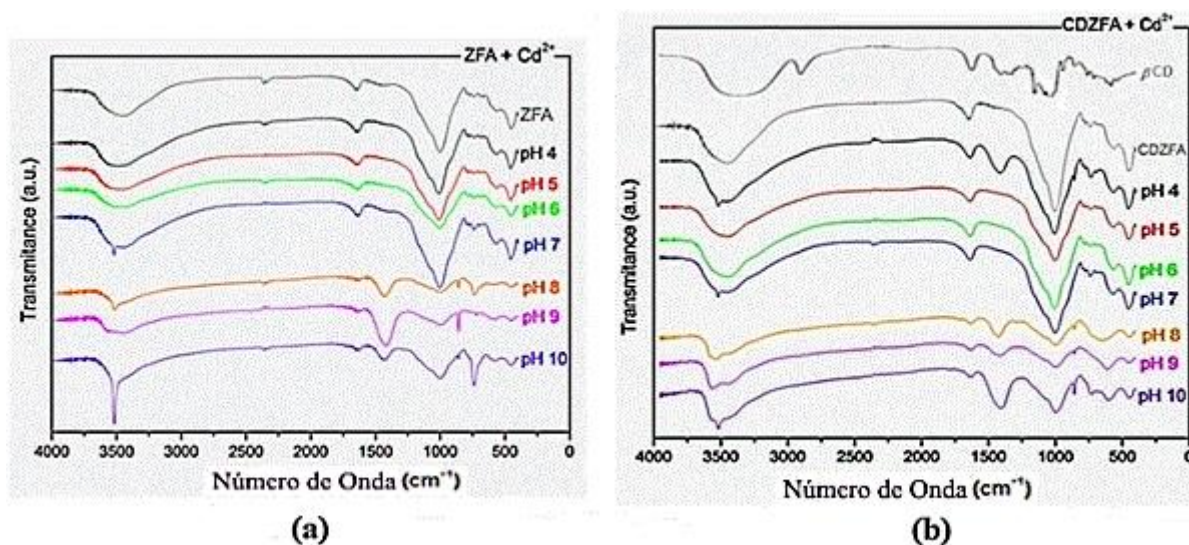 ZFA + Cd²⁺
ZFA
pH 4
pH 5
pH 6
pH 7
pH 8
pH 9
pH 10
Transmitance (a.u.)
4000 3500 3000 2500 2000 1500 1000 500 0
Número de Onda (cm⁻¹)
(a)
CDZFA + Cd²⁺
βCD
CDZFA
pH 4
pH 5
pH 6
pH 7
pH 8
pH 9
pH 10
Transmitance (a.u.)
4000 3500 3000 2500 2000 1500 1000 500 0
Número de Onda (cm⁻¹)
(b)